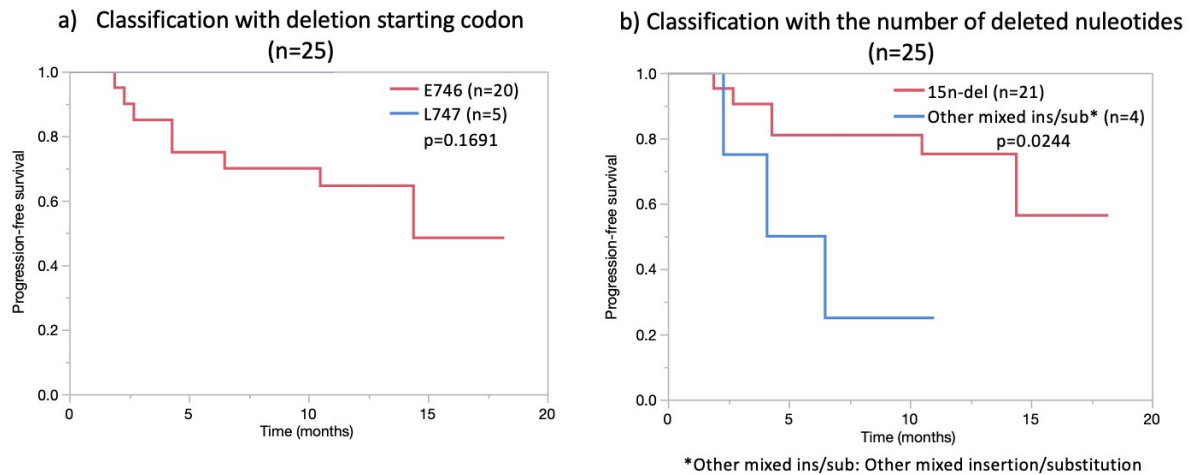 a) Classification with deletion starting codon
(n=25)
1.0
0.8
0.6
0.4
0.2
0.0
Progression-free survival
E746 (n=20)
L747 (n=5)
p=0.1691
0
5
10
15
20
Time (months)
b) Classification with the number of deleted nuleotides
(n=25)
1.0
0.8
0.6
0.4
0.2
0.0
Progression-free survival
15n-del (n=21)
Other mixed ins/sub* (n=4)
p=0.0244
0
5
10
15
20
Time (months)
*Other mixed ins/sub: Other mixed insertion/substitution